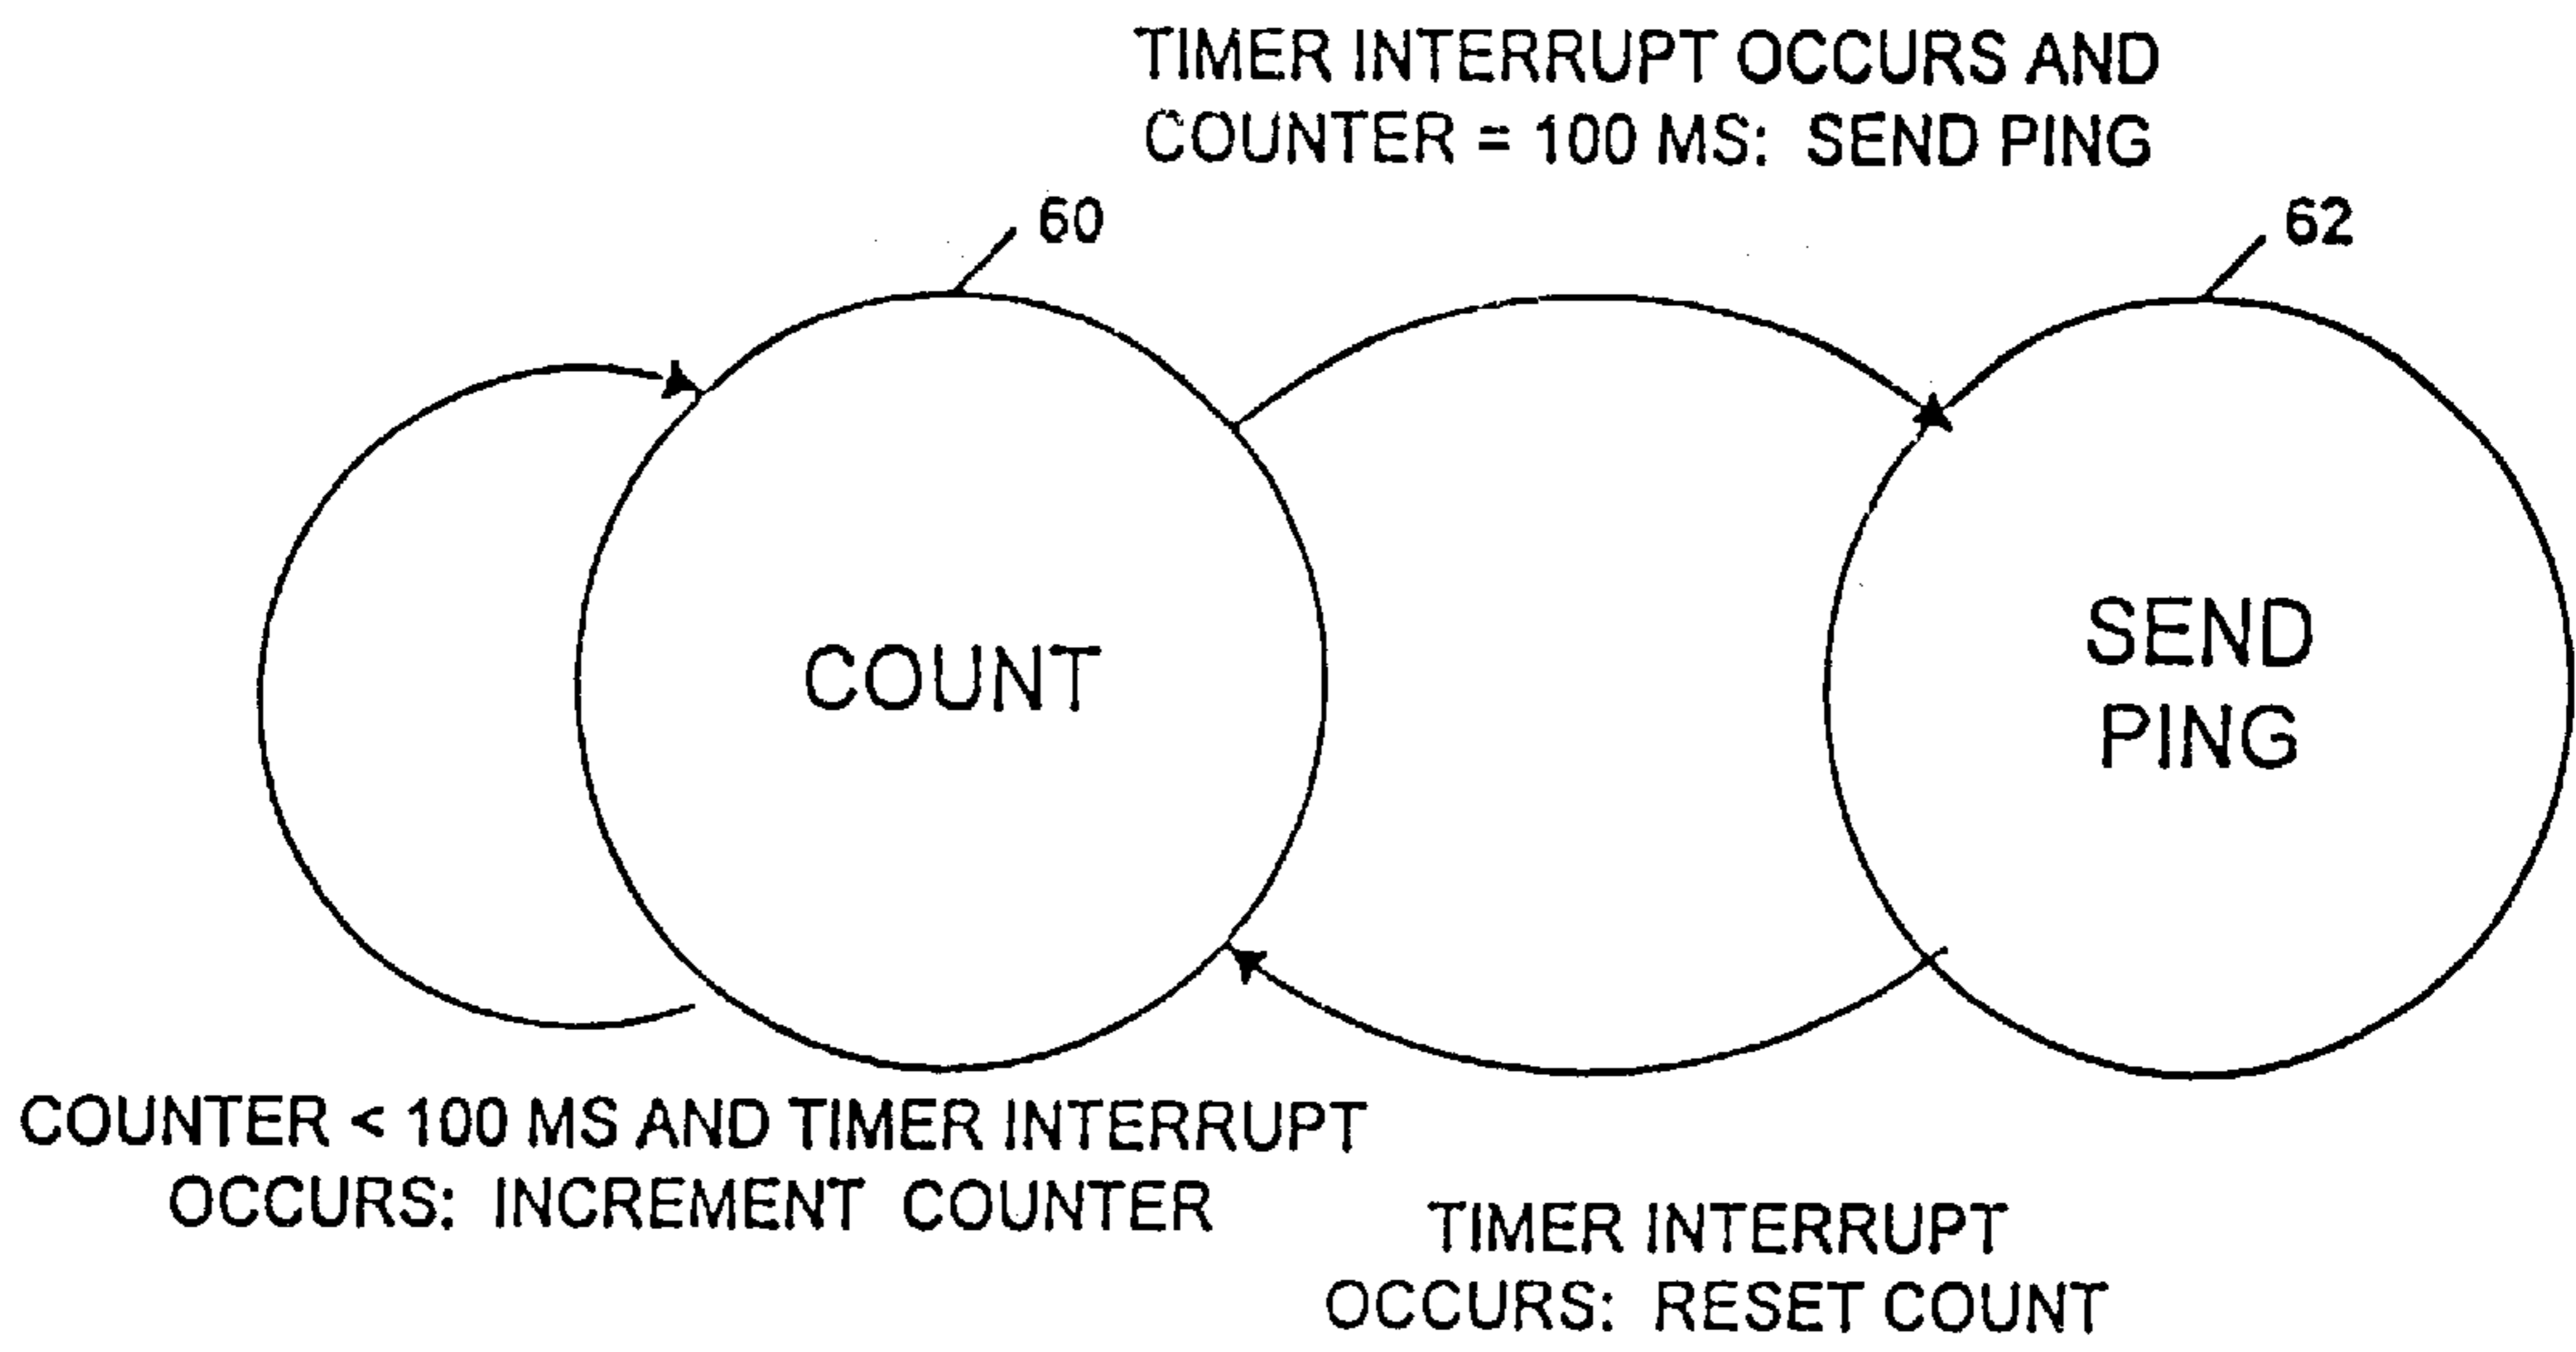 TIMER INTERRUPT OCCURS AND
COUNTER = 100 MS: SEND PING
60
62
COUNT
SEND
PING
COUNTER < 100 MS AND TIMER INTERRUPT
OCCURS: INCREMENT COUNTER
TIMER INTERRUPT
OCCURS: RESET COUNT